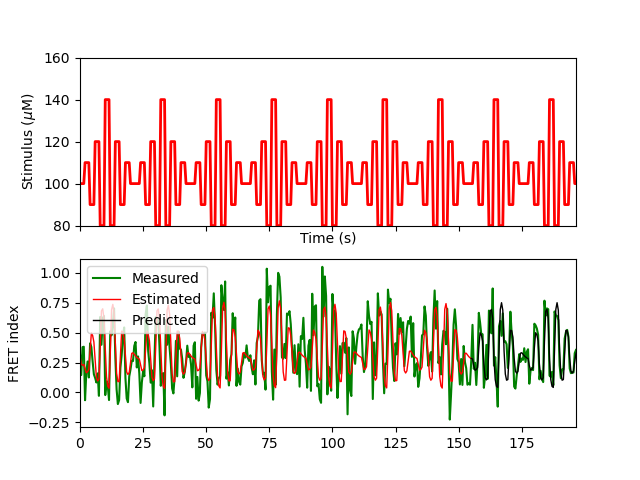 160
140
120
100
80
Stimulus (μM)
Time (s)
1.00
0.75
0.50
0.25
0.00
−0.25
FRET index
Measured
Estimated
Predicted
0 25 50 75 100 125 150 175